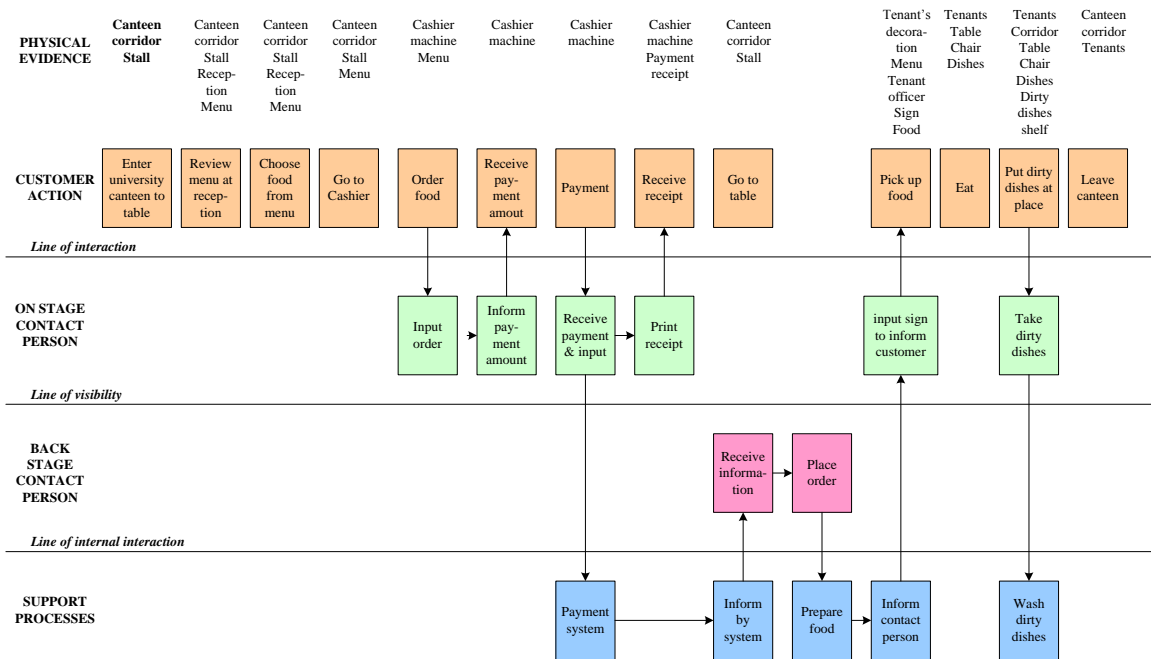 PHYSICAL
EVIDENCE
Canteen
corridor
Stall
Canteen
corridor
Stall
Recep-
tion
Menu
Canteen
corridor
Stall
Recep-
tion
Menu
Canteen
corridor
Stall
Menu
Cashier
machine
Menu
Cashier
machine
Cashier
machine
Cashier
machine
Payment
receipt
Canteen
corridor
Stall
Tenant's
decora-
tion
Menu
Tenant
officer
Sign
Food
Tenants
Table
Chair
Dishes
Tenants
Corridor
Table
Chair
Dishes
Dirty
dishes
shelf
Canteen
corridor
Tenants
CUSTOMER
ACTION
Enter
university
canteen to
table
Review
menu at
recep-
tion
Choose
food
from
menu
Go to
Cashier
Order
food
Receive
pay-
ment
amout
Payment
Receive
receipt
Go to
table
Pick up
food
Eat
Put dirty
dishes at
place
Leave
canteen
Line of interaction
ON STAGE
CONTACT
PERSON
Input
order
Inform
pay-
ment
amount
Receive
payment
& input
Print
receipt
input sign
to inform
customer
Take
dirty
dishes
Line of visibility
BACK
STAGE
CONTACT
PERSON
Receive
informa-
tion
Place
order
Line of internal interaction
SUPPORT
PROCESSES
Payment
system
Inform
by
system
Prepare
food
Inform
contact
person
Wash
dirty
dishes